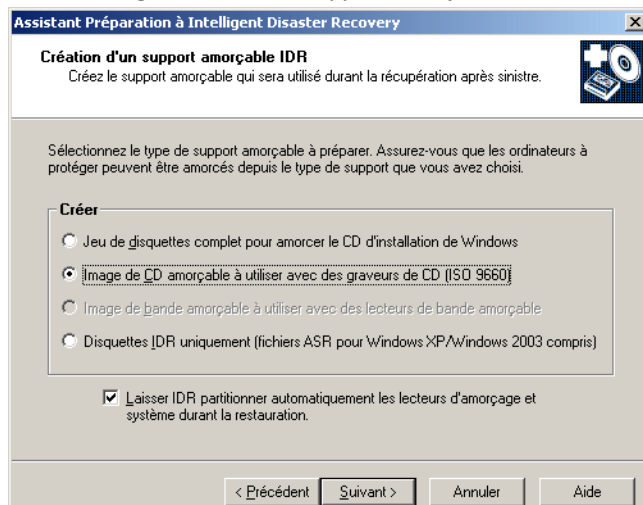 Assistant Préparation à Intelligent Disaster Recovery
Création d'un support amorçable IDR
Créez le support amorçable qui sera utilisé durant la récupération après sinistre.
Sélectionnez le type de support amorçable à préparer. Assurez-vous que les ordinateurs à
protéger peuvent être amorcés depuis le type de support que vous avez choisi.
Créer
Jeu de disquettes complet pour amorcer le CD d'installation de Windows
Image de CD amorçable à utiliser avec des graveurs de CD (ISO 9660)
Image de bande amorçable à utiliser avec des lecteurs de bande amorçable
Disquettes IDR uniquement (fichiers ASR pour Windows XP/Windows 2003 compris)
Laisser IDR partitionner automatiquement les lecteurs d'amorçage et
système durant la restauration.
< Précédent Suivant > Annuler Aide